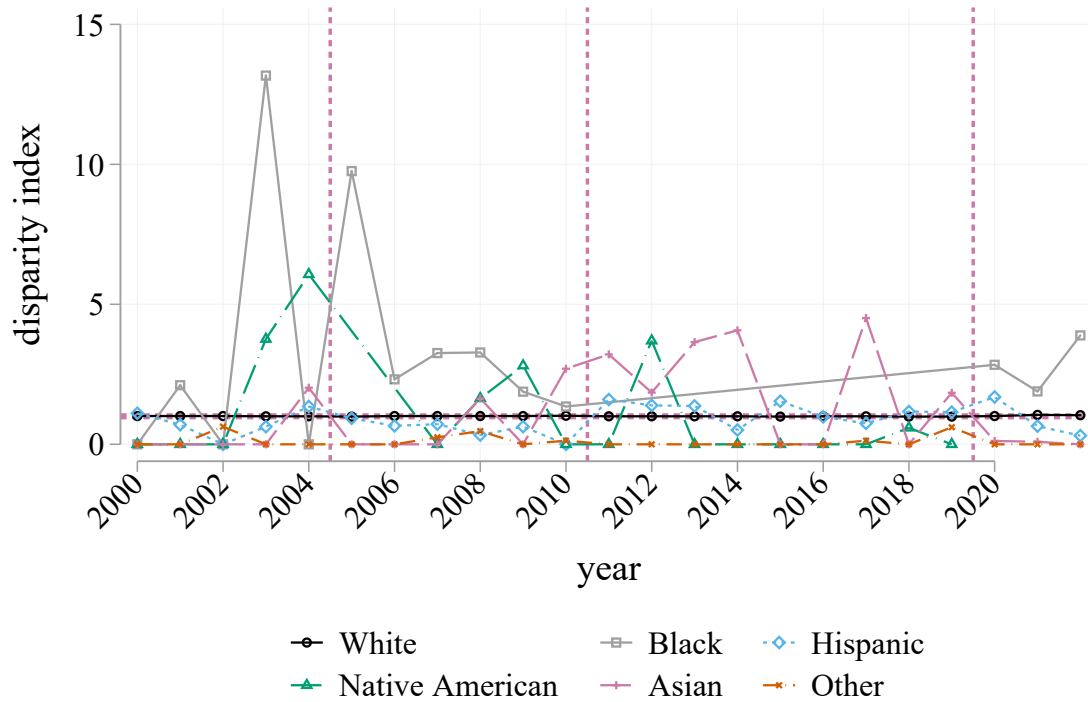 15
10
5
0
disparity index
2000 2002 2004 2006 2008 2010 2012 2014 2016 2018 2020
year
White Black Hispanic
Native American Asian Other